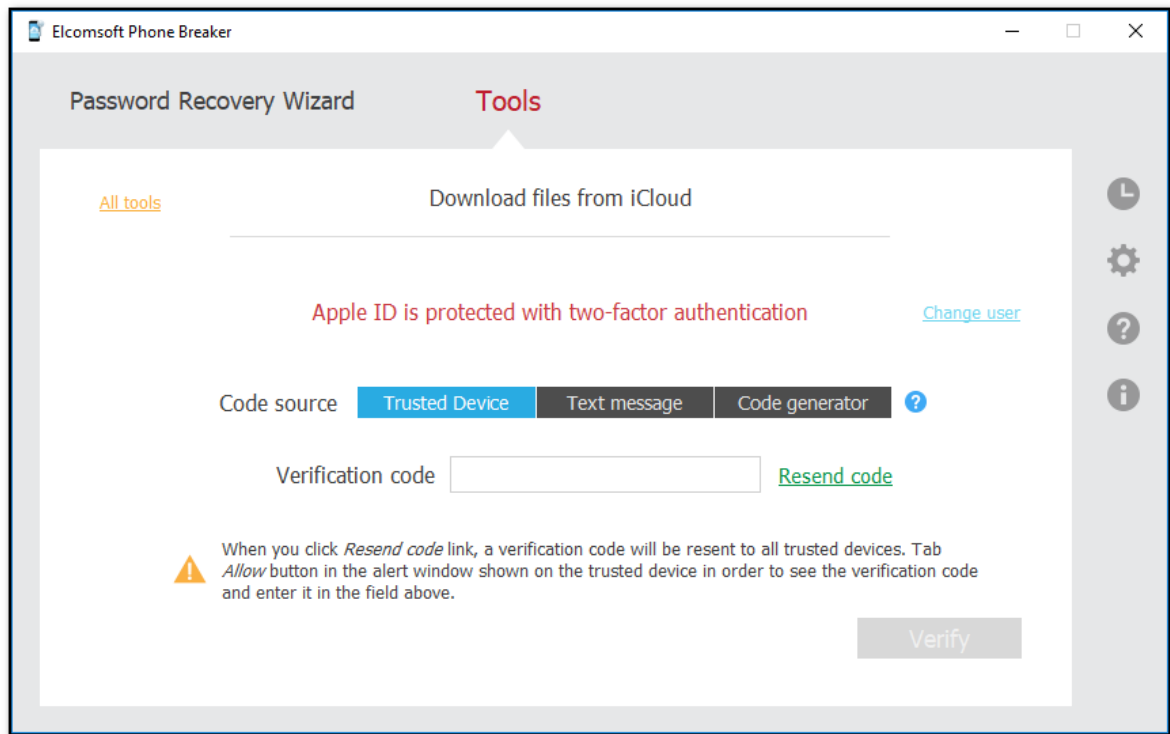 Elcomsoft Phone Breaker
Password Recovery Wizard
Tools
All tools
Download files from iCloud
Apple ID is protected with two-factor authentication
Change user
Code source
Trusted Device
Text message
Code generator
?
Verification code
Resend code
When you click Resend code link, a verification code will be resent to all trusted devices. Tab
Allow button in the alert window shown on the trusted device in order to see the verification code
and enter it in the field above.
Verify